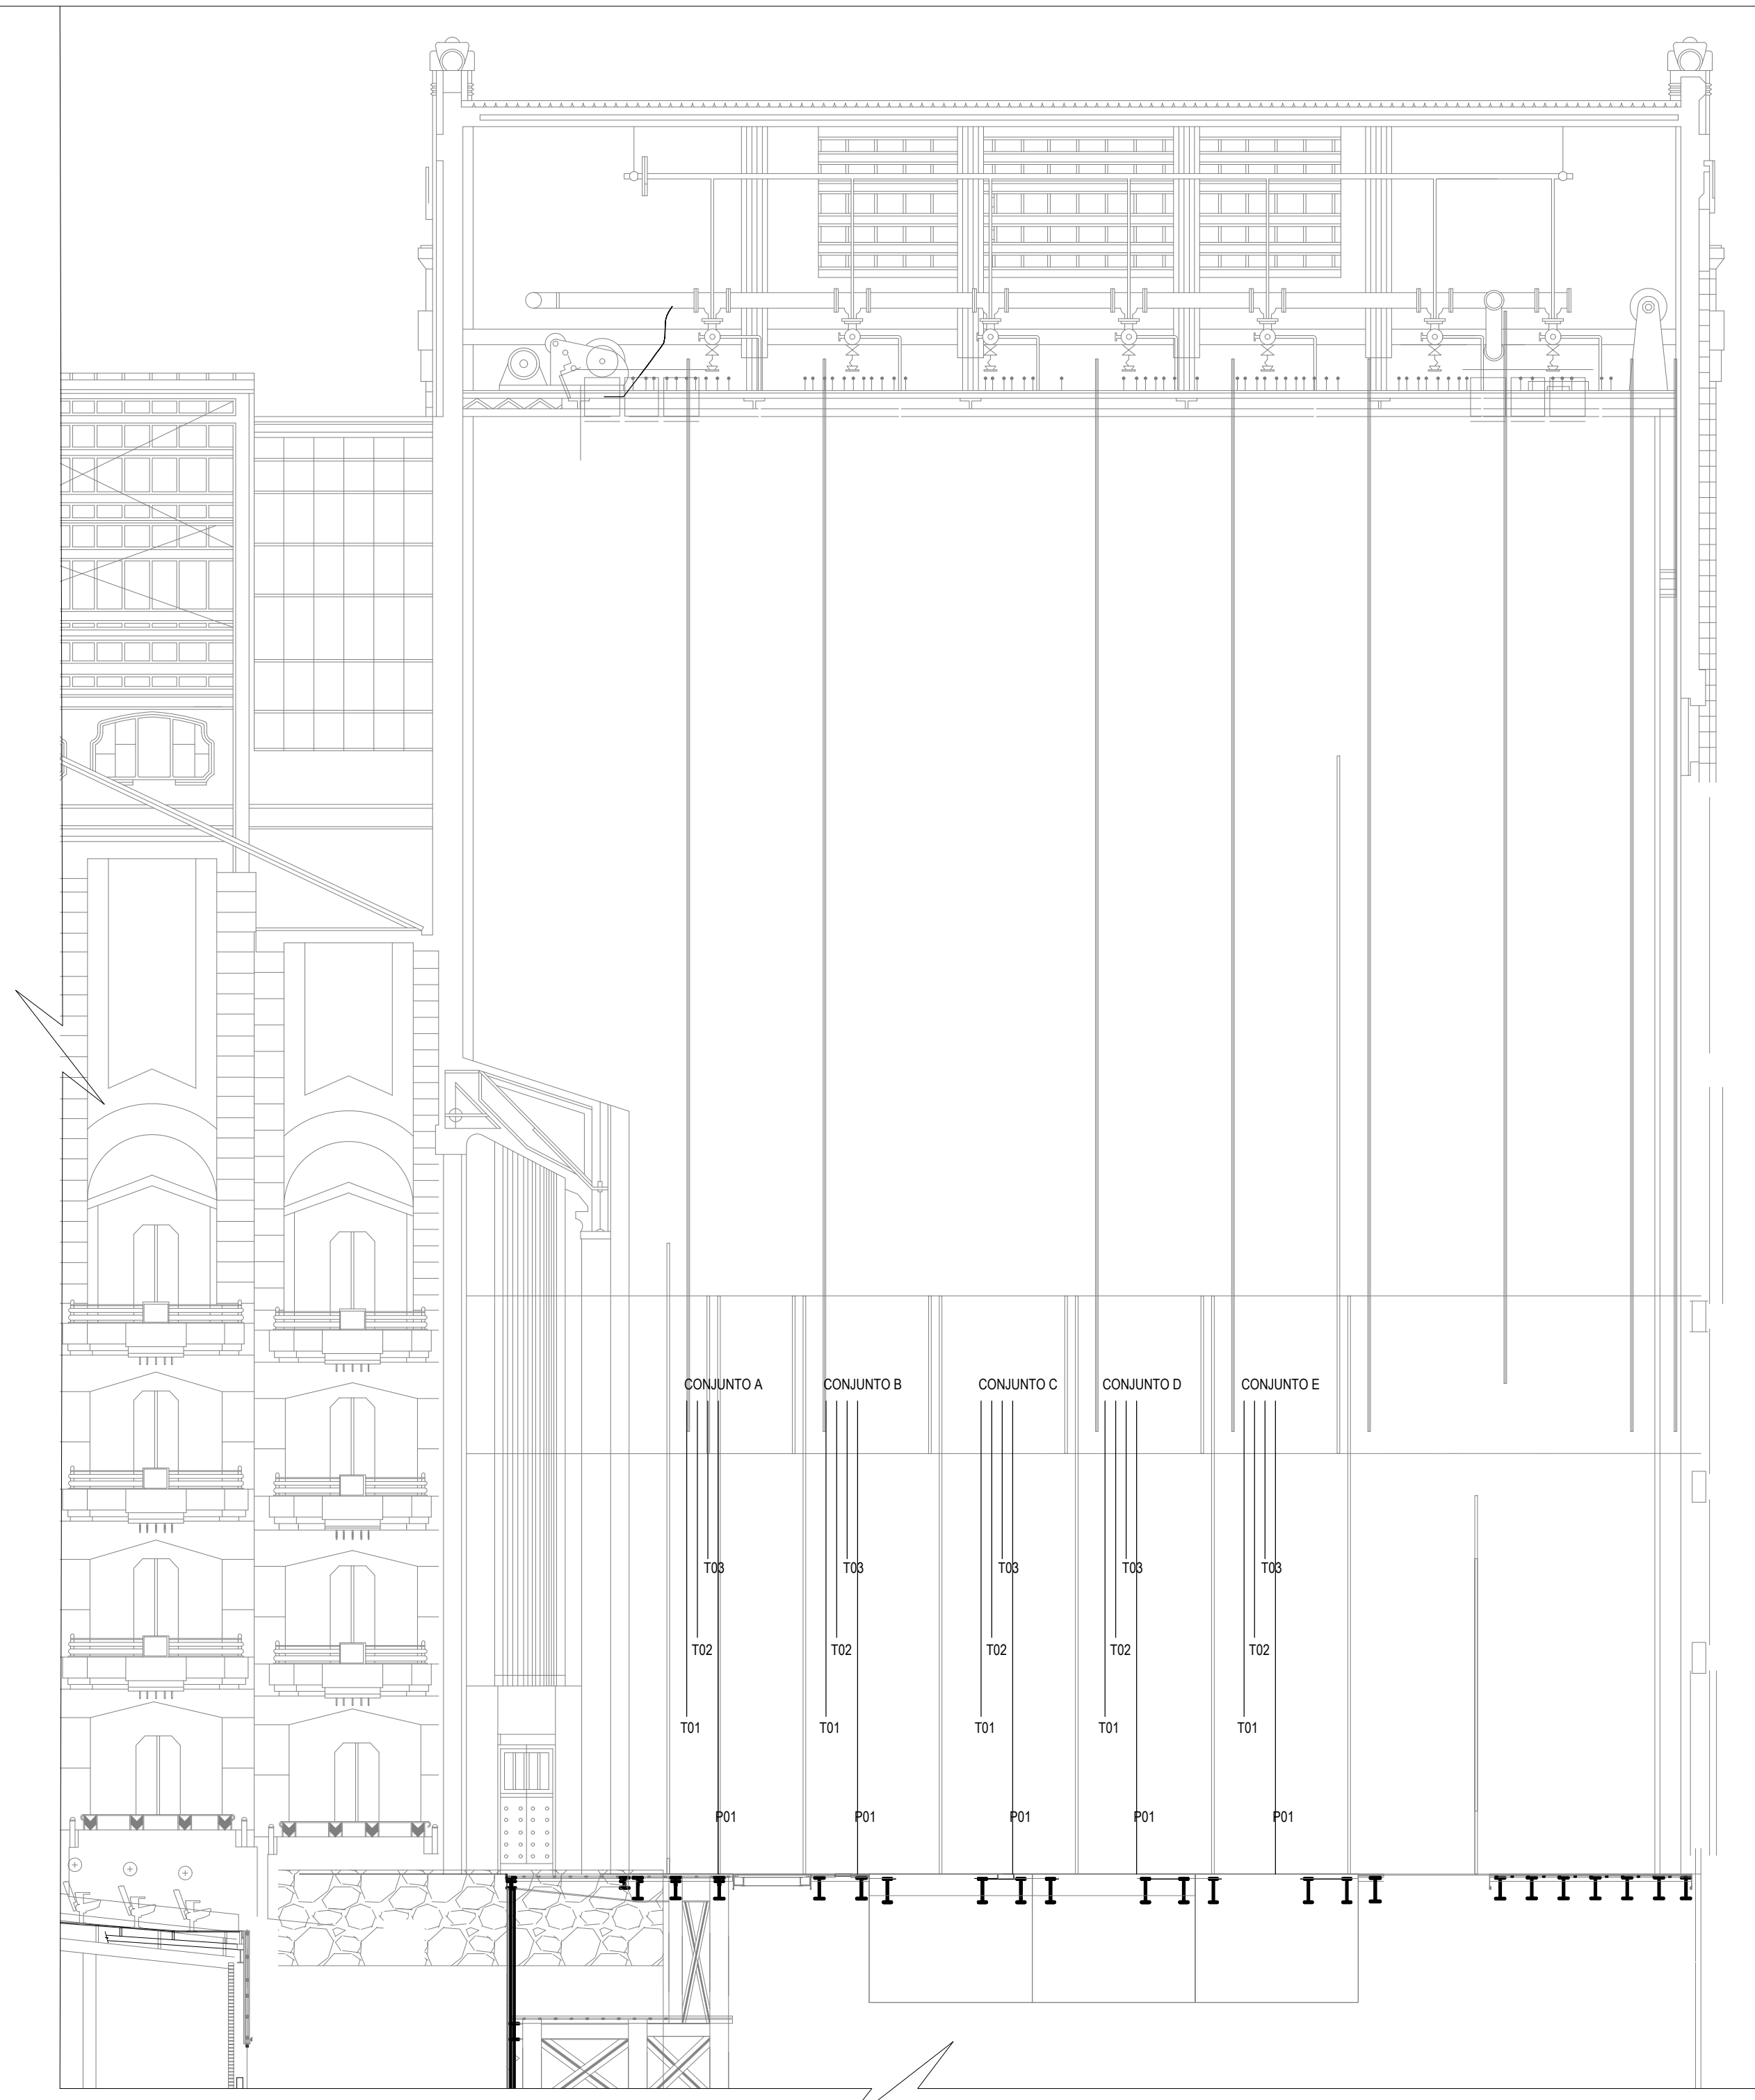 CONJUNTO A CONJUNTO B CONJUNTO C CONJUNTO D CONJUNTO E
T03 T03 T03 T03 T03
T02 T02 T02 T02 T02
T01 T01 T01 T01 T01
P01 P01 P01 P01 P01